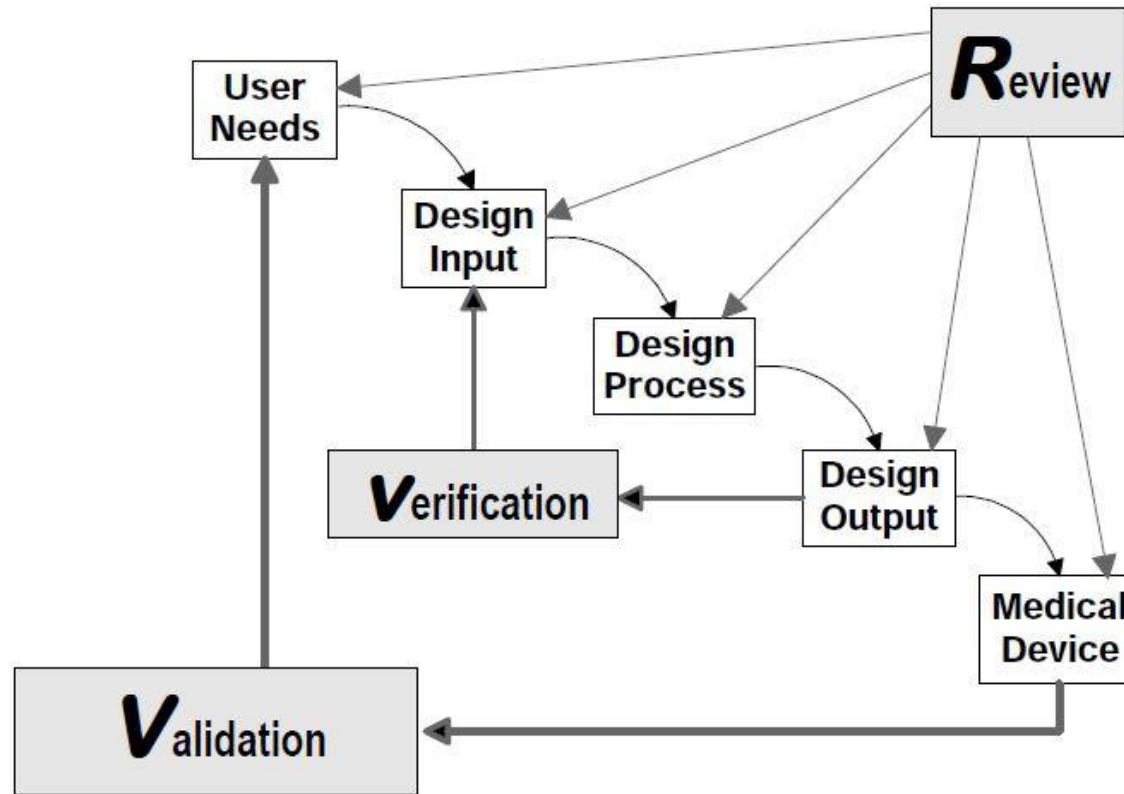 Review
User
Needs
Design
Input
Design
Process
Verification
Design
Output
Medical
Device
Validation